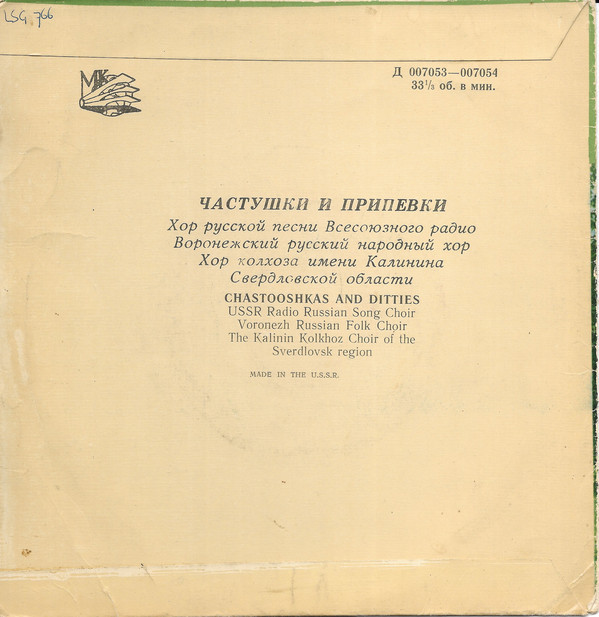 LSG 766
МК
Д 007053—007054
33⅓ об. в мин.
ЧАСТУШКИ И ПРИПЕВКИ
Хор русской песни Всесоюзного радио
Воронежский русский народный хор
Хор колхоза имени Калинина
Свердловской области
CHASTOOSHKAS AND DITTIES
USSR Radio Russian Song Choir
Voronezh Russian Folk Choir
The Kalinin Kolkhoz Choir of the
Sverdlovsk region
MADE IN THE U.S.S.R.